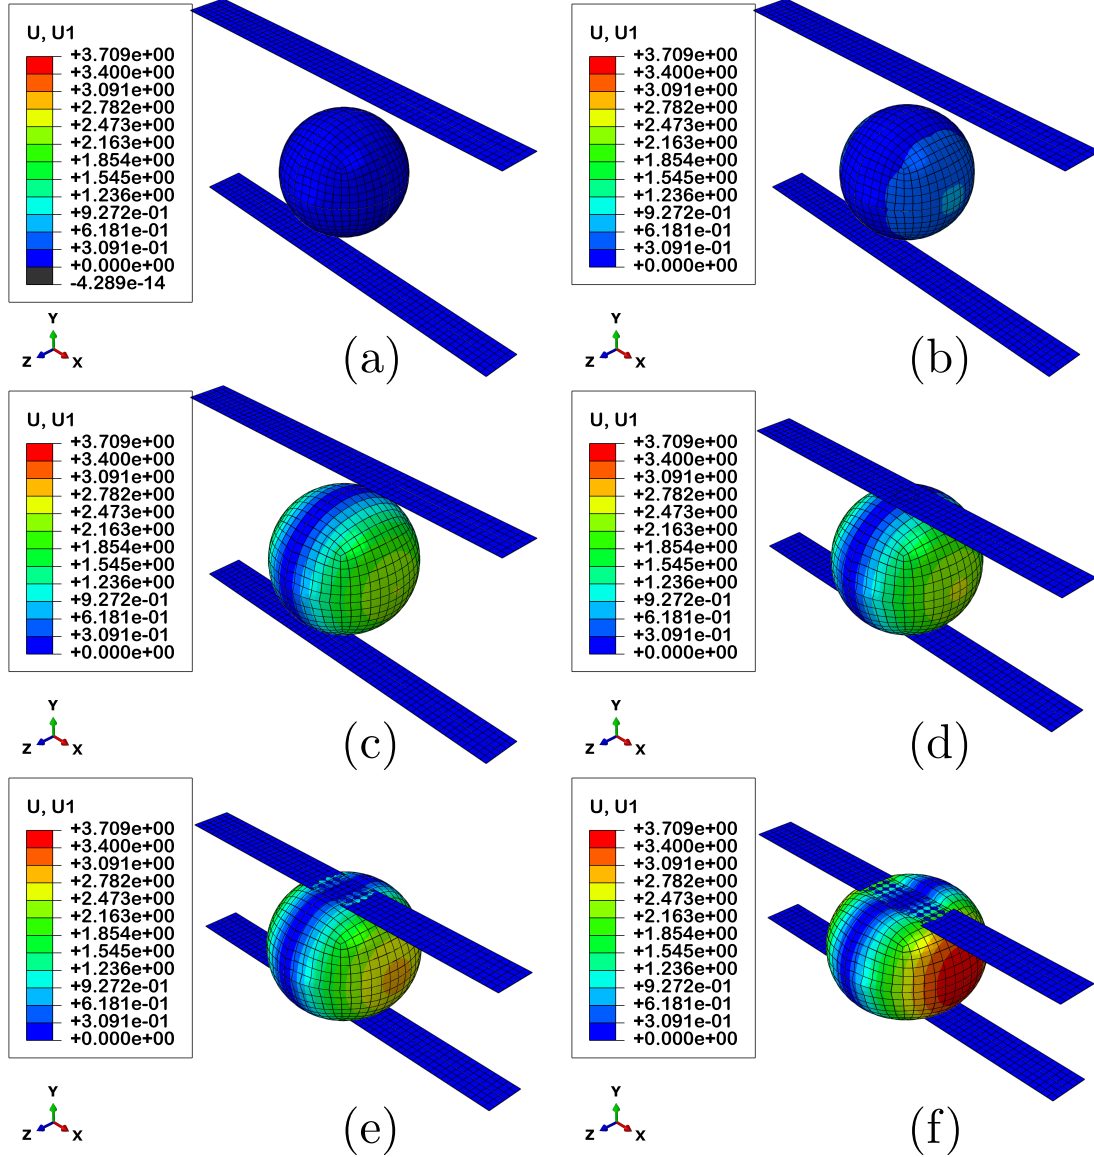 U, U1
+3.709e+00
+3.400e+00
+3.091e+00
+2.782e+00
+2.473e+00
+2.163e+00
+1.854e+00
+1.545e+00
+1.236e+00
+9.272e-01
+6.181e-01
+3.091e-01
+0.000e+00
-4.289e-14
Y
Z
X
(a)
U, U1
+3.709e+00
+3.400e+00
+3.091e+00
+2.782e+00
+2.473e+00
+2.163e+00
+1.854e+00
+1.545e+00
+1.236e+00
+9.272e-01
+6.181e-01
+3.091e-01
+0.000e+00
Y
Z
X
(b)
U, U1
+3.709e+00
+3.400e+00
+3.091e+00
+2.782e+00
+2.473e+00
+2.163e+00
+1.854e+00
+1.545e+00
+1.236e+00
+9.272e-01
+6.181e-01
+3.091e-01
+0.000e+00
Y
Z
X
(c)
U, U1
+3.709e+00
+3.400e+00
+3.091e+00
+2.782e+00
+2.473e+00
+2.163e+00
+1.854e+00
+1.545e+00
+1.236e+00
+9.272e-01
+6.181e-01
+3.091e-01
+0.000e+00
Y
Z
X
(d)
U, U1
+3.709e+00
+3.400e+00
+3.091e+00
+2.782e+00
+2.473e+00
+2.163e+00
+1.854e+00
+1.545e+00
+1.236e+00
+9.272e-01
+6.181e-01
+3.091e-01
+0.000e+00
Y
Z
X
(e)
U, U1
+3.709e+00
+3.400e+00
+3.091e+00
+2.782e+00
+2.473e+00
+2.163e+00
+1.854e+00
+1.545e+00
+1.236e+00
+9.272e-01
+6.181e-01
+3.091e-01
+0.000e+00
Y
Z
X
(f)